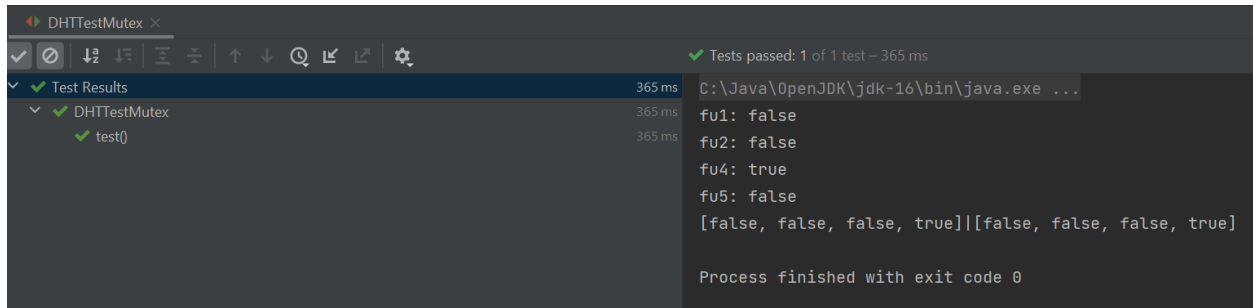 DHTTestMutex
Tests passed: 1 of 1 test – 365 ms
Test Results 365 ms
DHTTestMutex 365 ms
test() 365 ms
C:\Java\OpenJDK\jdk-16\bin\java.exe ...
fu1: false
fu2: false
fu4: true
fu5: false
[false, false, false, true]|[false, false, false, true]
Process finished with exit code 0